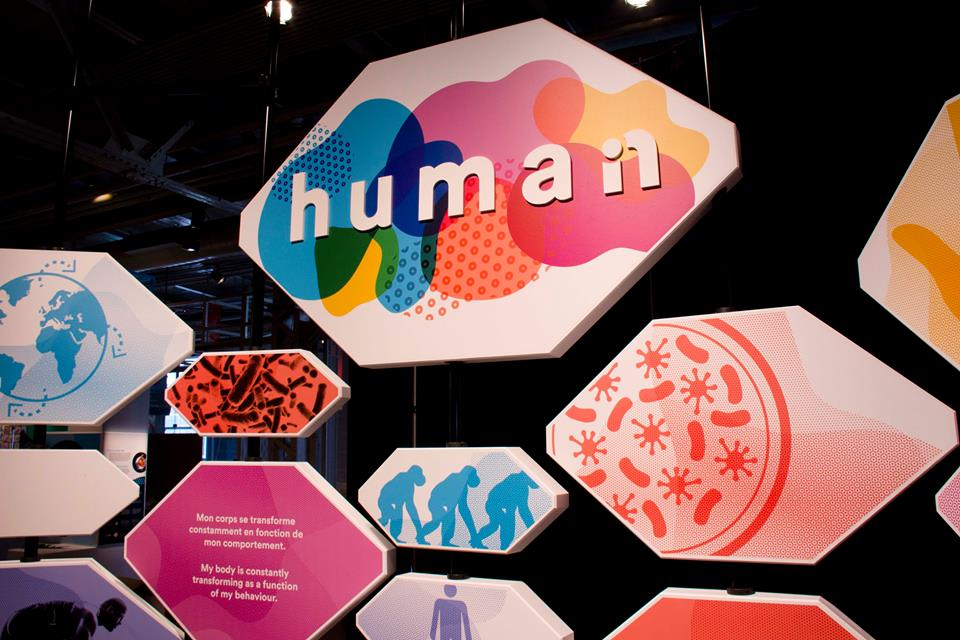 human
Mon corps se transforme
constamment en fonction de
mon comportement.
My body is constantly
transforming as a function
of my behaviour.